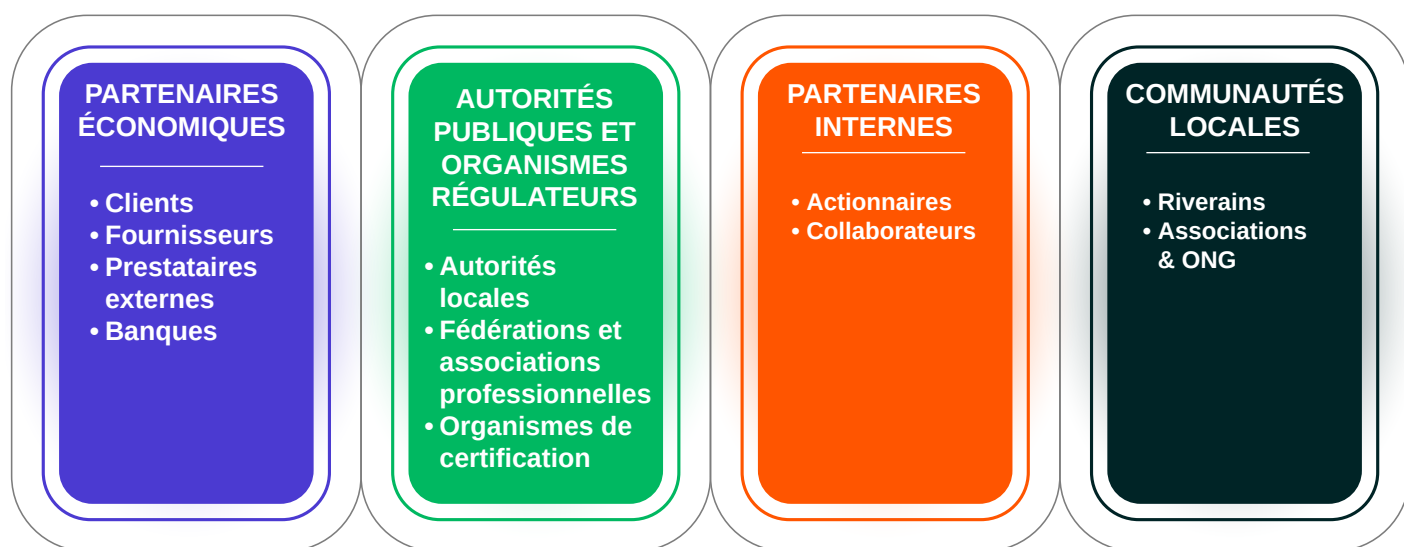 PARTENAIRES
ÉCONOMIQUES
• Clients
• Fournisseurs
• Prestataires
externes
• Banques
AUTORITÉS
PUBLIQUES ET
ORGANISMES
RÉGULATEURS
• Autorités
locales
• Fédérations et
associations
professionnelles
• Organismes de
certification
PARTENAIRES
INTERNES
• Actionnaires
• Collaborateurs
COMMUNAUTÉS
LOCALES
• Riverains
• Associations
& ONG